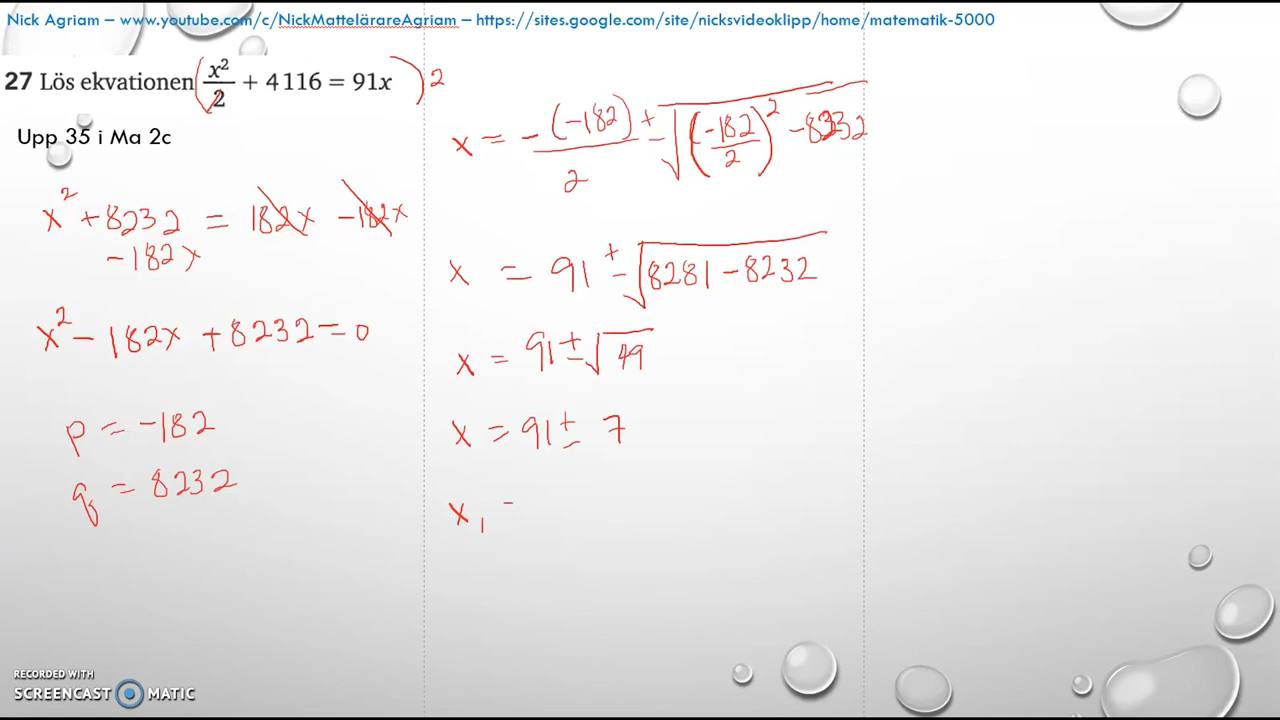 Nick Agriam – www.youtube.com/c/NickMattelärareAgriam – https://sites.google.com/site/nicksvideoklipp/home/matematik-5000
27 Lös ekvationen (x²/2 + 4116 = 91x) 2
Upp 35 i Ma 2c
x² + 8232 = 182x - 182x
- 182x
x² - 182x + 8232 = 0
p = -182
q = 8232
x = - (-182)/2 ± √((-182/2)² - 8232)
x = 91 ± √(8281 - 8232)
x = 91 ± √49
x = 91 ± 7
x₁ -
RECORDED WITH
SCREENCAST MATIC